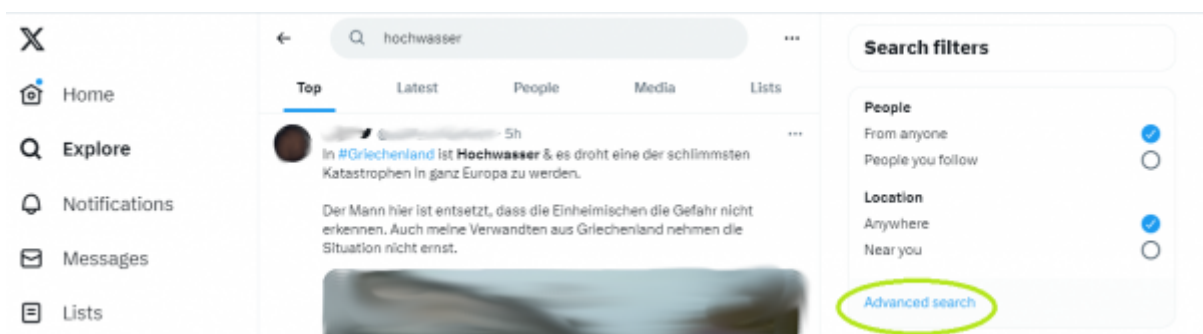 X
Home
Explore
Notifications
Messages
Lists
hochwasser
Top Latest People Media Lists
· 5h
In #Griechenland ist Hochwasser & es droht eine der schlimmsten
Katastrophen in ganz Europa zu werden.
Der Mann hier ist entsetzt, dass die Einheimischen die Gefahr nicht
erkennen. Auch meine Verwandten aus Griechenland nehmen die
Situation nicht ernst.
Search filters
People
From anyone
People you follow
Location
Anywhere
Near you
Advanced search